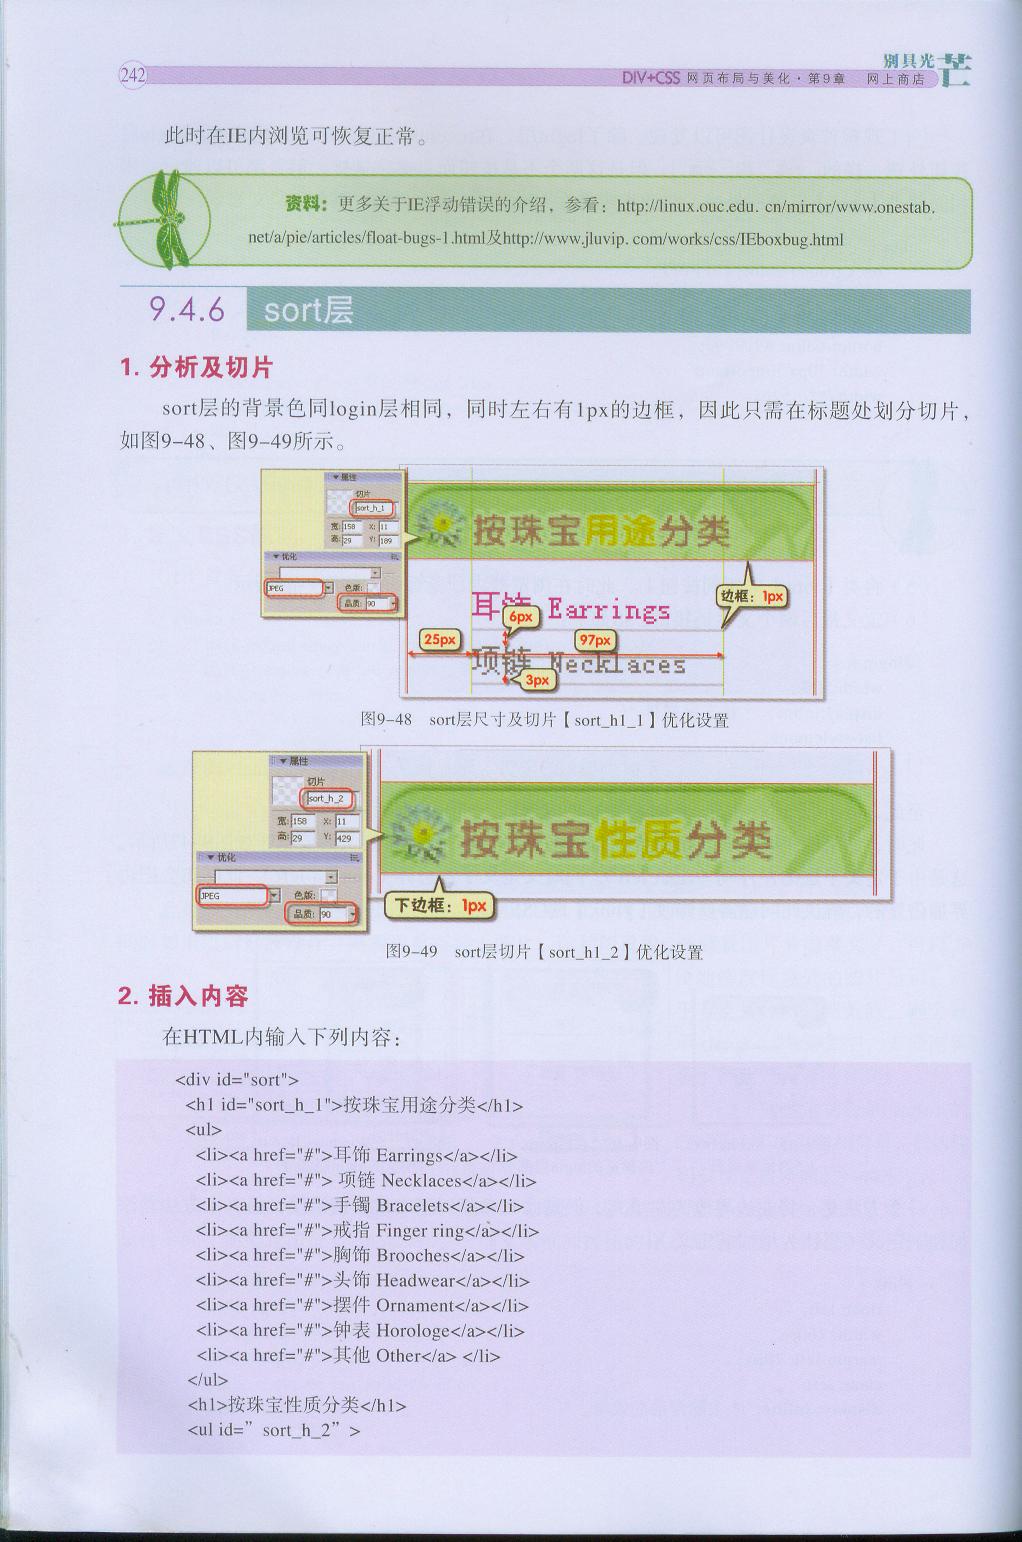 242
别具光芒
DIV+CSS 网页布局与美化·第9章 网上商店
此时在IE内浏览可恢复正常。
资料：更多关于IE浮动错误的介绍，参看：http://linux.ouc.edu. cn/mirror/www.onestab.
net/a/pie/articles/float-bugs-1.html及http://www.jluvip. com/works/css/IEboxbug.html
9.4.6 sort层
1. 分析及切片
sort层的背景色同login层相同，同时左右有1px的边框，因此只需在标题处划分切片，
如图9-48、图9-49所示。
▼属性
切片
sort_h_1
宽: 158 X: 11
高: 29 Y: 189
▼优化
JPEG 色版:
品质: 90
按珠宝用途分类
耳饰 Earrings
边框：1px
6px
25px
97px
项链 Necklaces
3px
图9-48 sort层尺寸及切片【sort_h1_1】优化设置
▼属性
切片
sort_h_2
宽: 158 X: 11
高: 29 Y: 429
▼优化
JPEG 色版:
品质: 90
按珠宝性质分类
下边框：1px
图9-49 sort层切片【sort_h1_2】优化设置
2. 插入内容
在HTML内输入下列内容：
<div id="sort">
<h1 id="sort_h_1">按珠宝用途分类</h1>
<ul>
<li><a href="#">耳饰 Earrings</a></li>
<li><a href="#"> 项链 Necklaces</a></li>
<li><a href="#">手镯 Bracelets</a></li>
<li><a href="#">戒指 Finger ring</a></li>
<li><a href="#">胸饰 Brooches</a></li>
<li><a href="#">头饰 Headwear</a></li>
<li><a href="#">摆件 Ornament</a></li>
<li><a href="#">钟表 Horologe</a></li>
<li><a href="#">其他 Other</a> </li>
</ul>
<h1>按珠宝性质分类</h1>
<ul id=” sort_h_2” >